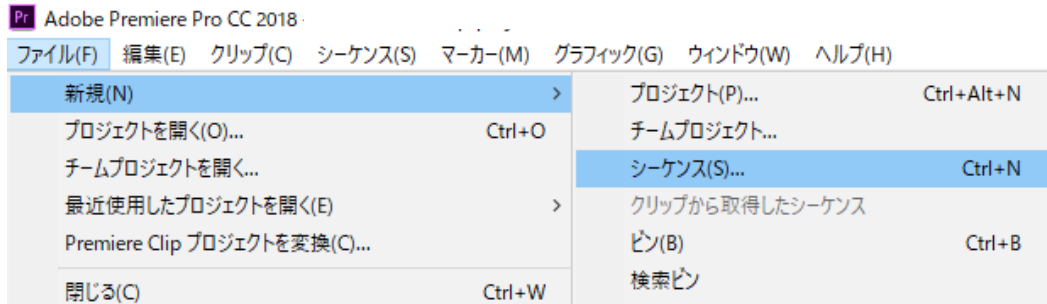 Pr Adobe Premiere Pro CC 2018
ファイル(F) 編集(E) クリップ(C) シーケンス(S) マーカー(M) グラフィック(G) ウィンドウ(W) ヘルプ(H)
新規(N) >
プロジェクトを開く(O)... Ctrl+O
チームプロジェクトを開く...
最近使用したプロジェクトを開く(E) >
Premiere Clip プロジェクトを変換(C)...
閉じる(C) Ctrl+W
プロジェクト(P)... Ctrl+Alt+N
チームプロジェクト...
シーケンス(S)... Ctrl+N
クリップから取得したシーケンス
ビン(B) Ctrl+B
検索ビン